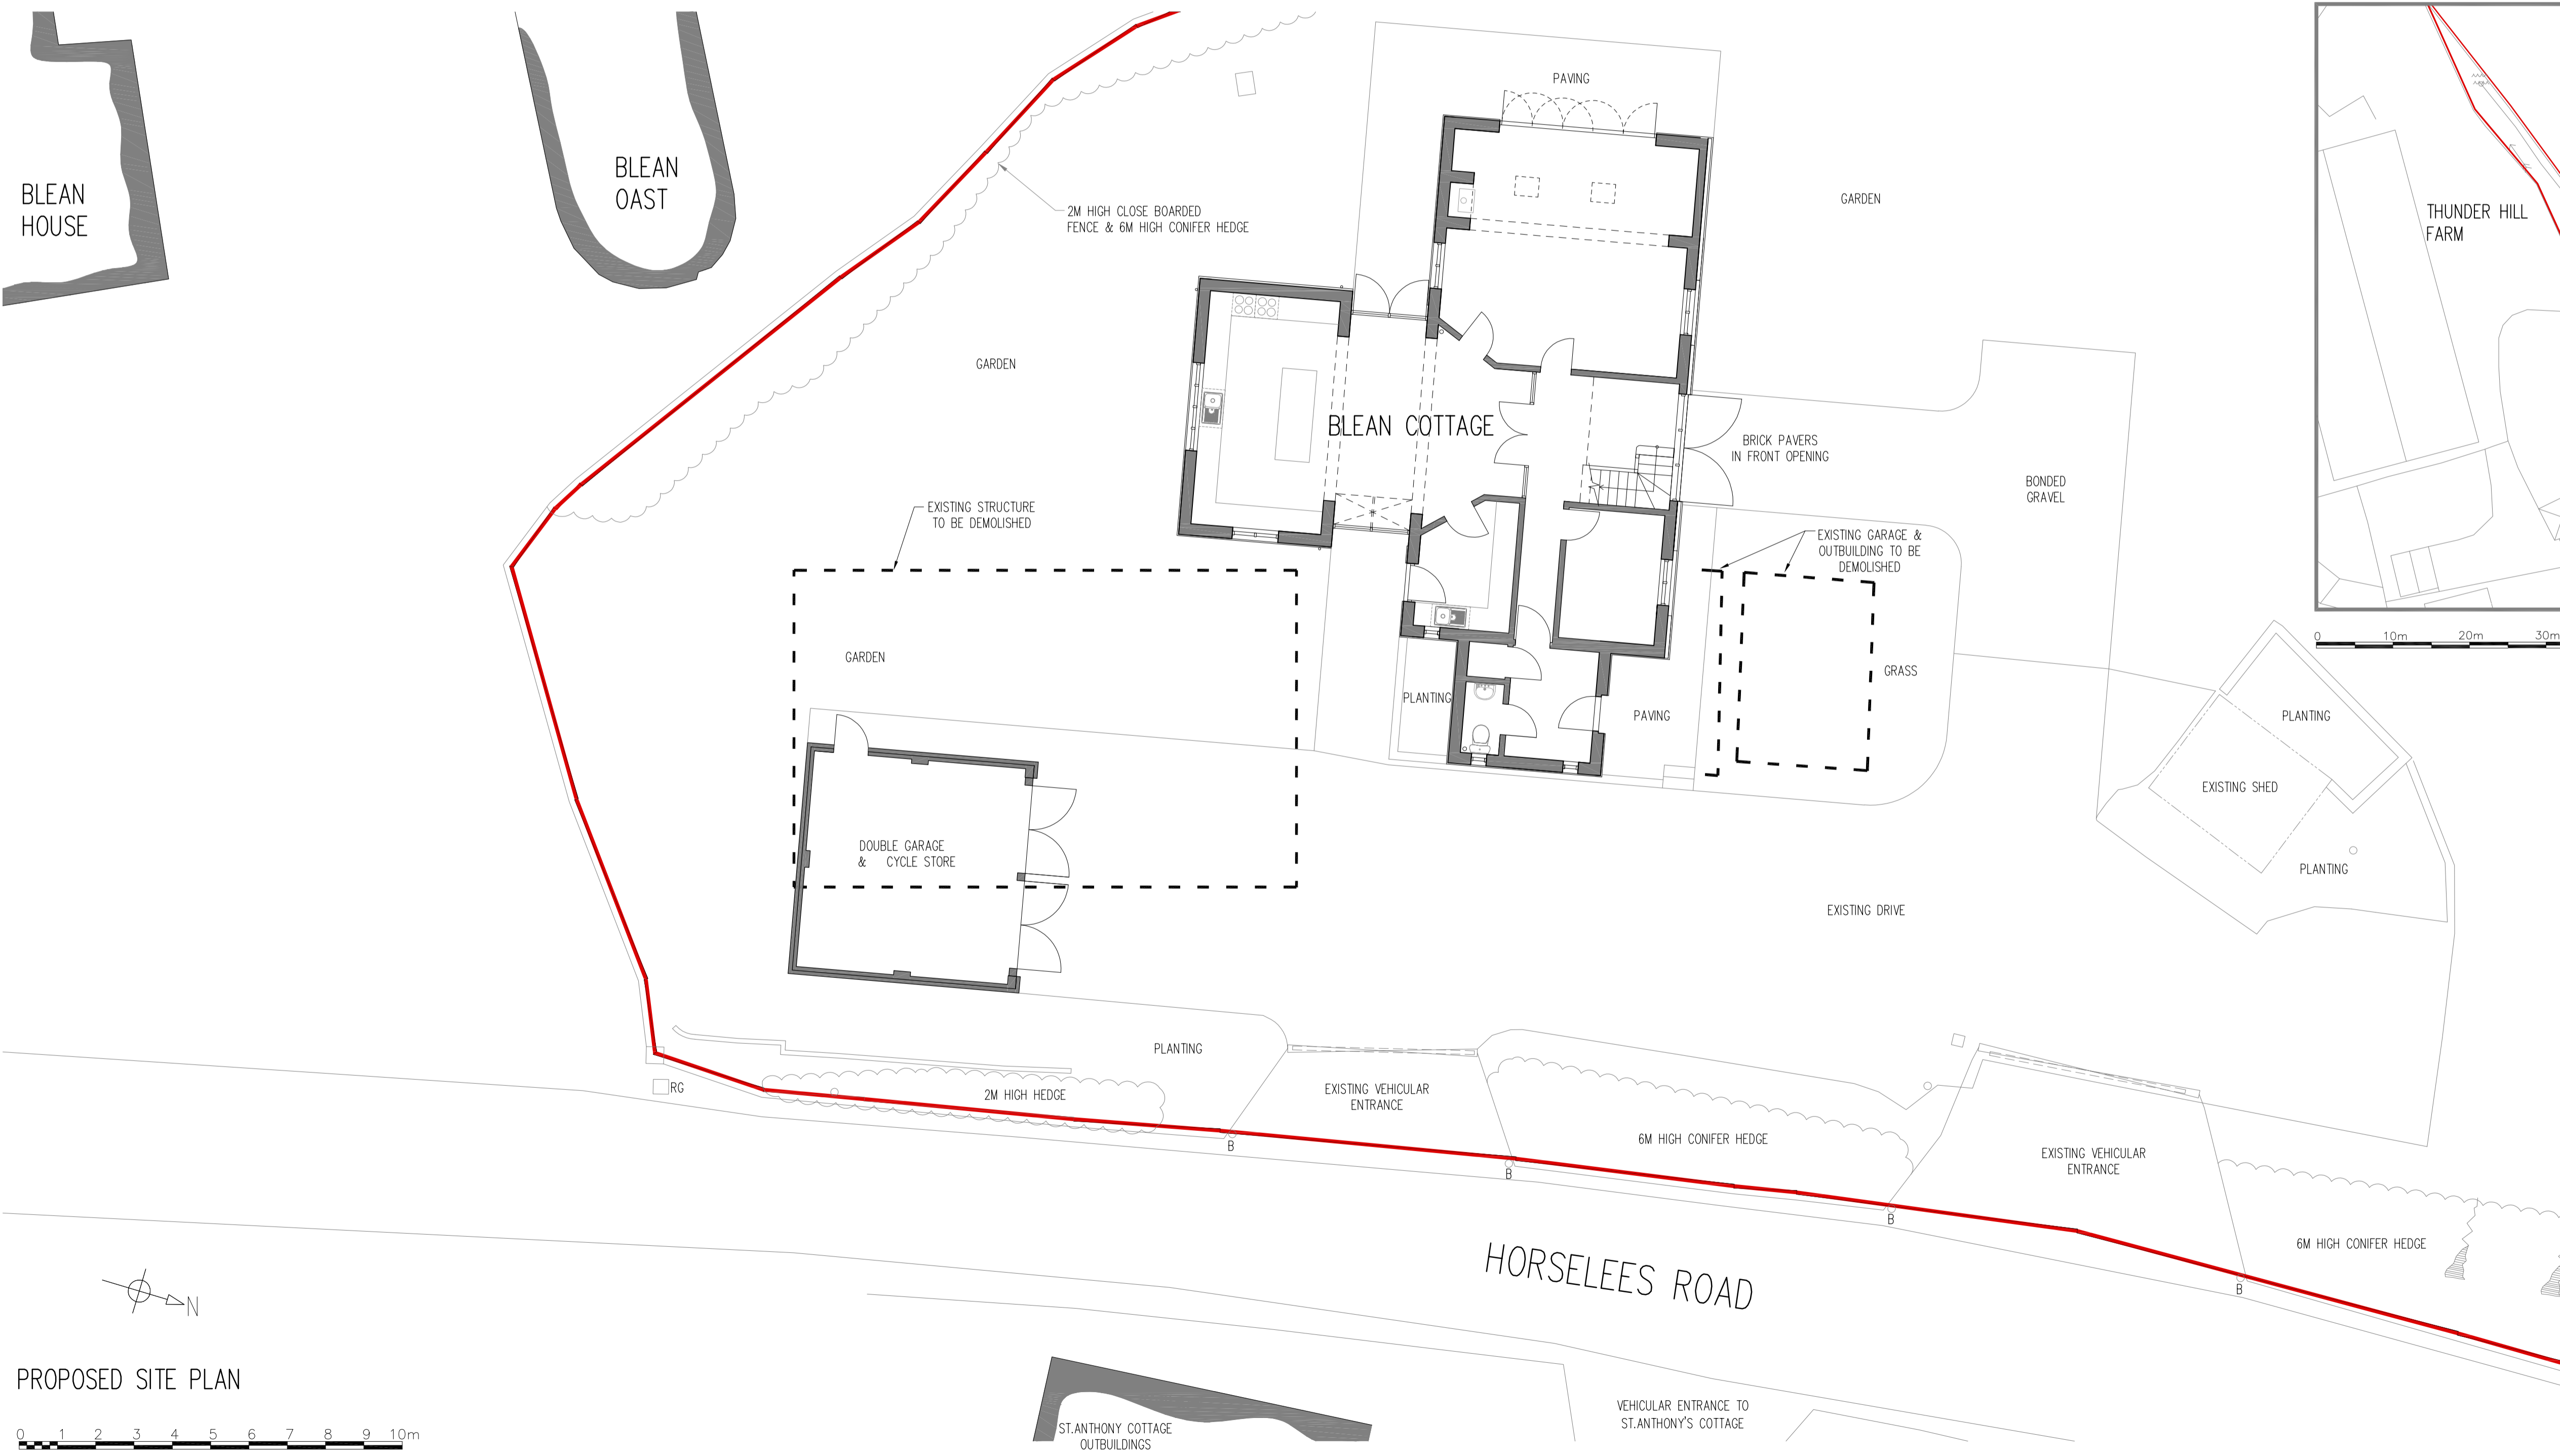 BLEAN
HOUSE
BLEAN
OAST
PAVING
2M HIGH CLOSE BOARDED
FENCE & 6M HIGH CONIFER HEDGE
GARDEN
THUNDER HILL
FARM
GARDEN
BLEAN COTTAGE
BRICK PAVERS
IN FRONT OPENING
BONDED
GRAVEL
EXISTING STRUCTURE
TO BE DEMOLISHED
EXISTING GARAGE &
OUTBUILDING TO BE
DEMOLISHED
0 10m 20m 30m
GARDEN
GRASS
PLANTING
PAVING
PLANTING
EXISTING SHED
DOUBLE GARAGE
& CYCLE STORE
PLANTING
EXISTING DRIVE
PLANTING
RG
2M HIGH HEDGE
EXISTING VEHICULAR
ENTRANCE
6M HIGH CONIFER HEDGE
EXISTING VEHICULAR
ENTRANCE
B
B
B
B
6M HIGH CONIFER HEDGE
HORSELEES ROAD
N
PROPOSED SITE PLAN
0 1 2 3 4 5 6 7 8 9 10m
ST.ANTHONY COTTAGE
OUTBUILDINGS
VEHICULAR ENTRANCE TO
ST.ANTHONY'S COTTAGE